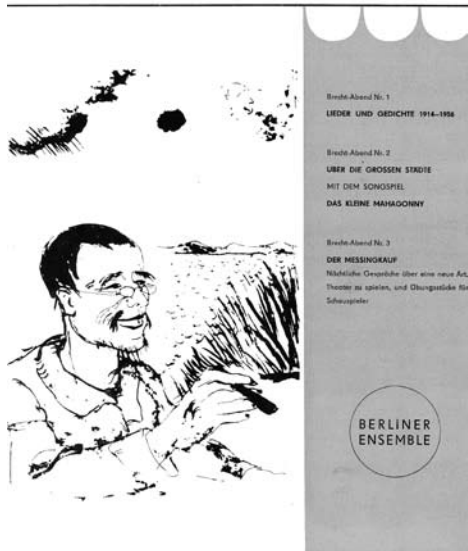 Brecht-Abend Nr. 1
LIEDER UND GEDICHTE 1914—1956
Brecht-Abend Nr. 2
ÜBER DIE GROSSEN STÄDTE
MIT DEM SONGSPIEL
DAS KLEINE MAHAGONNY
Brecht-Abend Nr. 3
DER MESSINGKAUF
Nächtliche Gespräche über eine neue Art,
Theater zu spielen, und Übungsstücke für
Schauspieler
BERLINER
ENSEMBLE